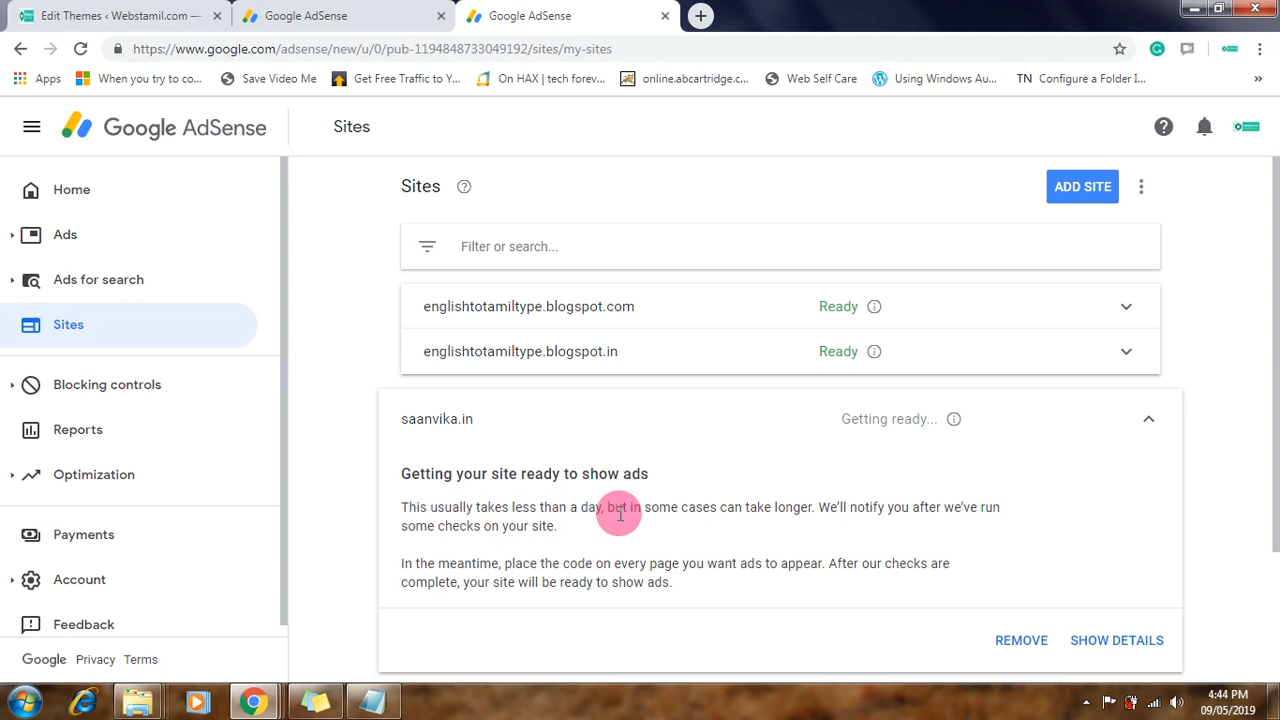 Edit Themes ‹ Webstamil.com —
Google AdSense
Google AdSense
https://www.google.com/adsense/new/u/0/pub-1194848733049192/sites/my-sites
Apps
When you try to co...
Save Video Me
Get Free Traffic to Y...
On HAX | tech forev...
online.abcartridge.c...
Web Self Care
Using Windows Au...
TN Configure a Folder I...
»
Google AdSense
Sites
Home
Ads
Ads for search
Sites
Blocking controls
Reports
Optimization
Payments
Account
Feedback
Google Privacy Terms
Sites
ADD SITE
Filter or search...
englishtotamiltype.blogspot.com Ready
englishtotamiltype.blogspot.in Ready
saanvika.in Getting ready...
Getting your site ready to show ads
This usually takes less than a day, but in some cases can take longer. We'll notify you after we've run
some checks on your site.
In the meantime, place the code on every page you want ads to appear. After our checks are
complete, your site will be ready to show ads.
REMOVE SHOW DETAILS
4:44 PM
09/05/2019